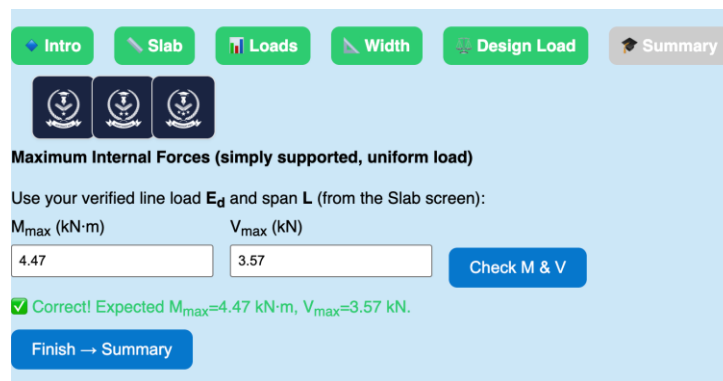 Intro Slab Loads Width Design Load Summary
Maximum Internal Forces (simply supported, uniform load)
Use your verified line load Ed and span L (from the Slab screen):
Mmax (kN·m) Vmax (kN)
4.47 3.57 Check M & V
✅ Correct! Expected Mmax=4.47 kN·m, Vmax=3.57 kN.
Finish → Summary